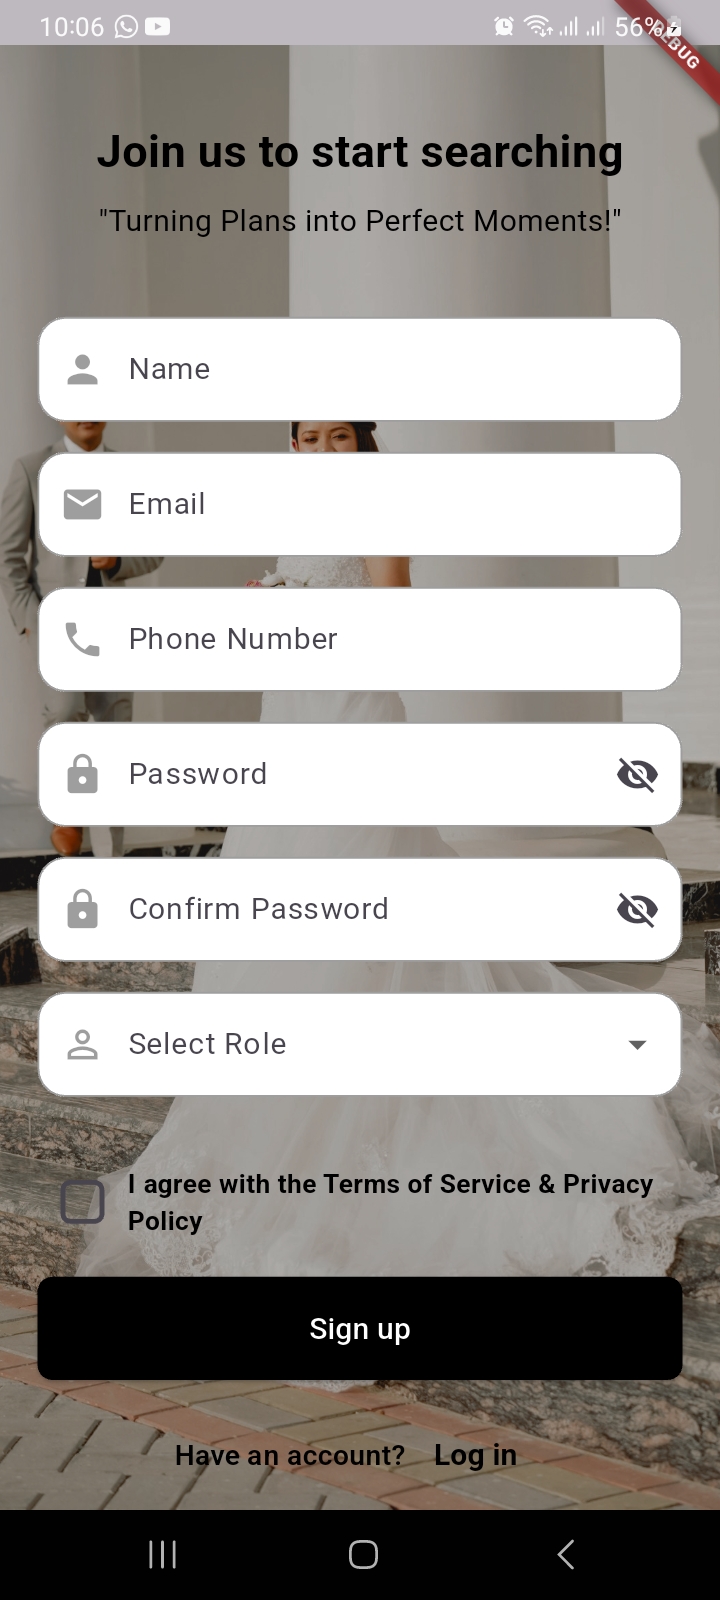 10:06 56%
DEBUG
Join us to start searching
"Turning Plans into Perfect Moments!"
Name
Email
Phone Number
Password
Confirm Password
Select Role
I agree with the Terms of Service & Privacy
Policy
Sign up
Have an account? Log in